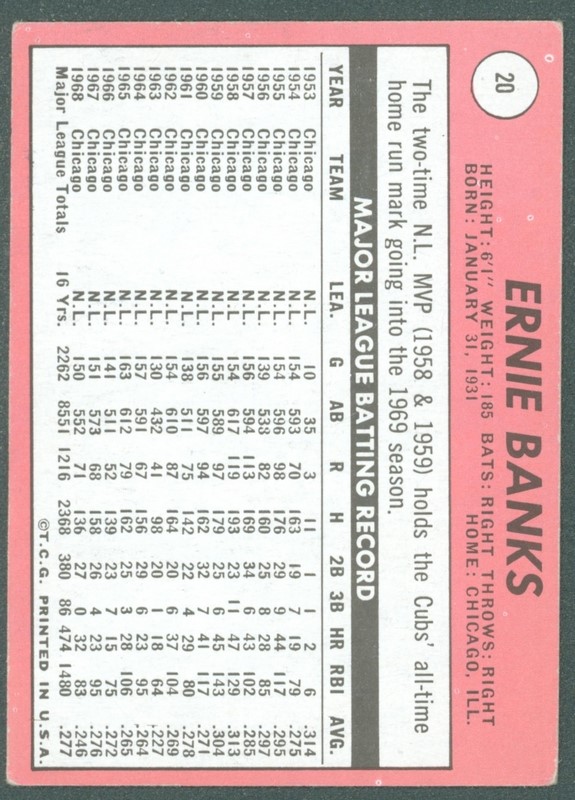 20
ERNIE BANKS
HEIGHT: 6'1" WEIGHT: 185 BATS: RIGHT THROWS: RIGHT
BORN: JANUARY 31, 1931 HOME: CHICAGO, ILL.
The two-time N.L. MVP (1958 & 1959) holds the Cubs' all-time
home run mark going into the 1969 season.
MAJOR LEAGUE BATTING RECORD
YEAR TEAM LEA. G AB R H 2B 3B HR RBI AVG.
1953 Chicago N.L. 10 35 3 11 1 1 2 6 .314
1954 Chicago N.L. 154 593 70 163 19 7 19 79 .275
1955 Chicago N.L. 154 596 98 176 29 9 44 117 .295
1956 Chicago N.L. 139 538 82 160 25 8 28 85 .297
1957 Chicago N.L. 156 594 113 169 34 6 43 102 .285
1958 Chicago N.L. 154 617 119 193 23 11 47 129 .313
1959 Chicago N.L. 155 589 97 179 25 6 45 143 .304
1960 Chicago N.L. 156 597 94 162 32 7 41 117 .271
1961 Chicago N.L. 138 511 75 142 22 4 29 80 .278
1962 Chicago N.L. 154 610 87 164 20 6 37 104 .269
1963 Chicago N.L. 130 432 41 98 20 1 18 64 .227
1964 Chicago N.L. 157 591 67 156 29 6 23 95 .264
1965 Chicago N.L. 163 612 79 162 25 3 28 106 .265
1966 Chicago N.L. 141 511 52 139 23 7 15 75 .272
1967 Chicago N.L. 151 573 68 158 26 4 23 95 .276
1968 Chicago N.L. 150 552 71 136 27 0 32 83 .246
Major League Totals 16 Yrs. 2262 8551 1216 2368 380 86 474 1480 .277
©T.C.G. PRINTED IN U.S.A.